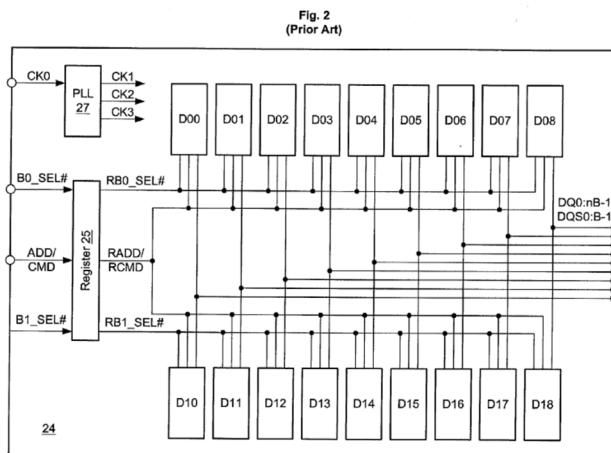 Fig. 2
(Prior Art)
CK0
PLL
27
CK1
CK2
CK3
D00 D01 D02 D03 D04 D05 D06 D07 D08
B0_SEL#
RB0_SEL#
DQ0:nB-1
DQS0:B-1
Register 25
ADD/
CMD
RADD/
RCMD
B1_SEL#
RB1_SEL#
D10 D11 D12 D13 D14 D15 D16 D17 D18
24